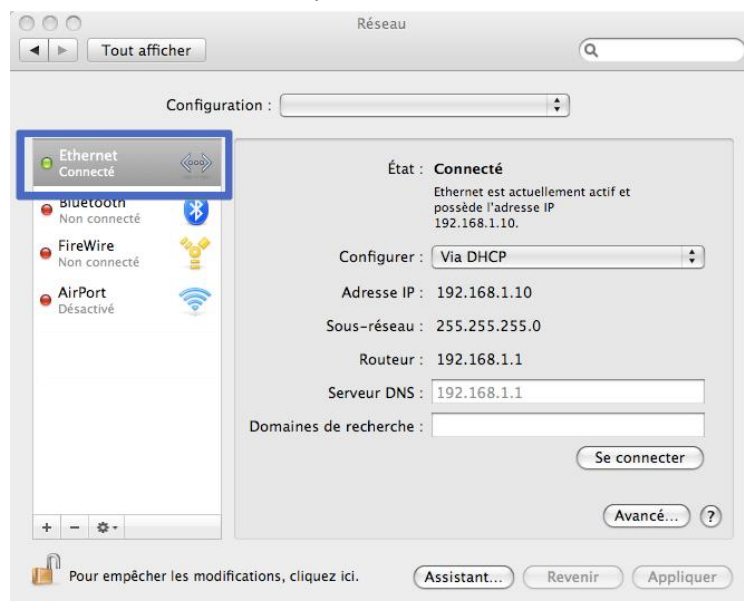 Réseau
Tout afficher
Configuration :
Ethernet
Connecté
Bluetooth
Non connecté
FireWire
Non connecté
AirPort
Désactivé
État : Connecté
Ethernet est actuellement actif et
possède l'adresse IP
192.168.1.10.
Configurer : Via DHCP
Adresse IP : 192.168.1.10
Sous-réseau : 255.255.255.0
Routeur : 192.168.1.1
Serveur DNS : 192.168.1.1
Domaines de recherche :
Se connecter
Avancé... ?
+ −
Pour empêcher les modifications, cliquez ici.
Assistant... Revenir Appliquer